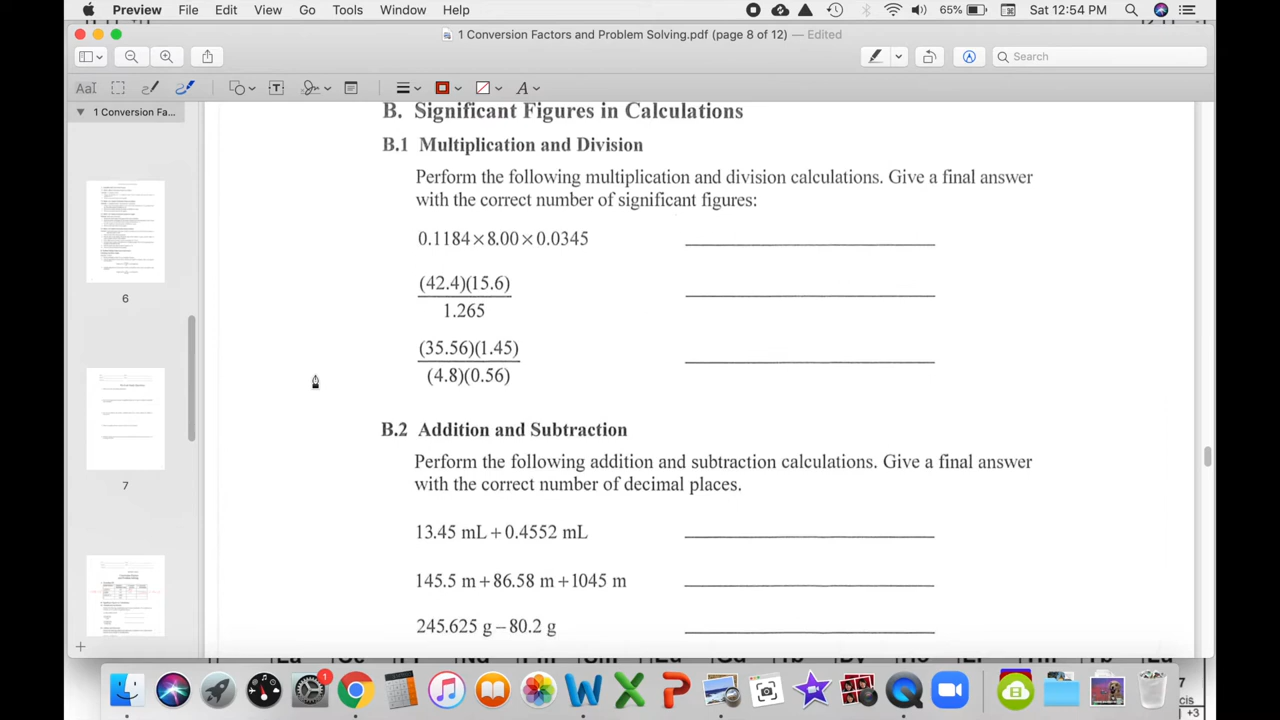 Preview File Edit View Go Tools Window Help 65% Sat 12:54 PM
1 Conversion Factors and Problem Solving.pdf (page 8 of 12) — Edited
Search
AaI T A
1 Conversion Fa...
6
7
B. Significant Figures in Calculations
B.1 Multiplication and Division
Perform the following multiplication and division calculations. Give a final answer
with the correct number of significant figures:
0.1184×8.00×0.0345
(42.4)(15.6)
1.265
(35.56)(1.45)
(4.8)(0.56)
B.2 Addition and Subtraction
Perform the following addition and subtraction calculations. Give a final answer
with the correct number of decimal places.
13.45 mL + 0.4552 mL
145.5 m + 86.58 m + 1045 m
245.625 g – 80.2 g
1
7
cis
+3